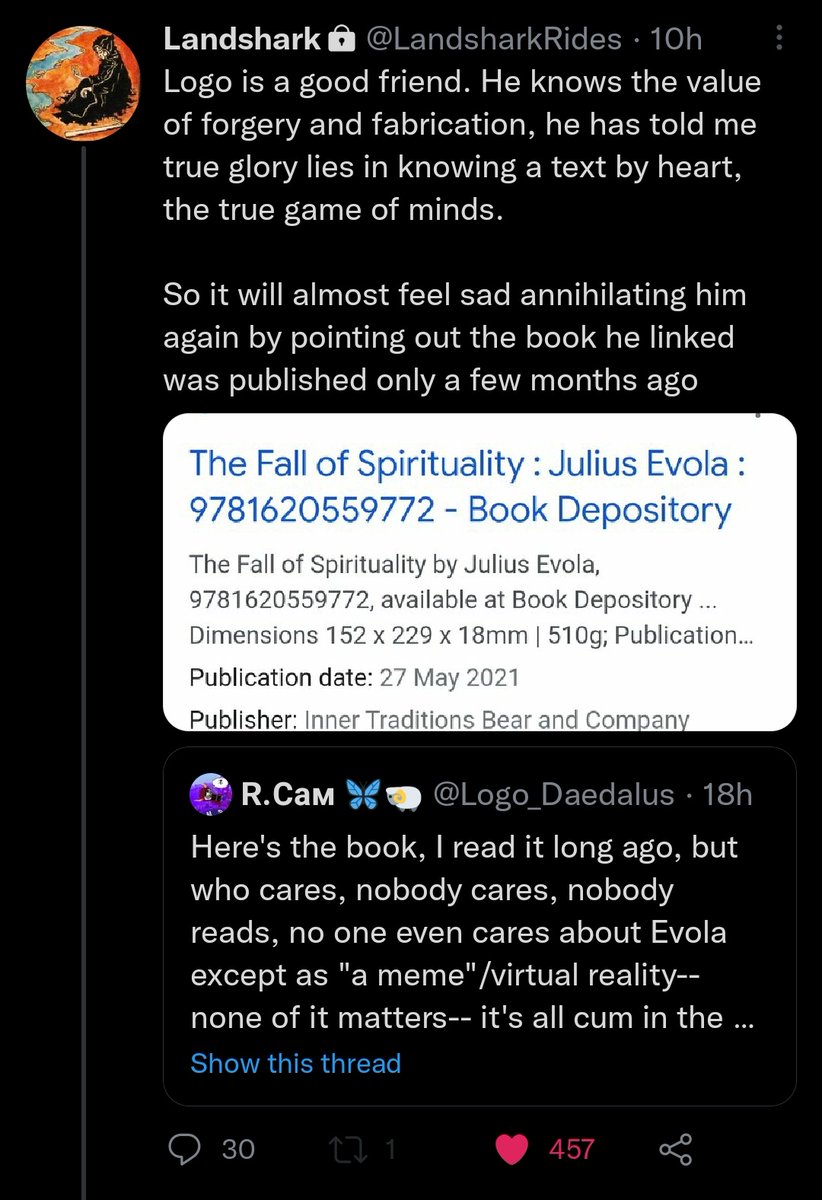 Landshark @LandsharkRides · 10h
Logo is a good friend. He knows the value
of forgery and fabrication, he has told me
true glory lies in knowing a text by heart,
the true game of minds.
So it will almost feel sad annihilating him
again by pointing out the book he linked
was published only a few months ago
The Fall of Spirituality : Julius Evola :
9781620559772 - Book Depository
The Fall of Spirituality by Julius Evola,
9781620559772, available at Book Depository ...
Dimensions 152 x 229 x 18mm | 510g; Publication...
Publication date: 27 May 2021
Publisher: Inner Traditions Bear and Company
R.Cам 🦋🐑 @Logo_Daedalus · 18h
Here's the book, I read it long ago, but
who cares, nobody cares, nobody
reads, no one even cares about Evola
except as "a meme"/virtual reality--
none of it matters-- it's all cum in the ...
Show this thread
30 1 457